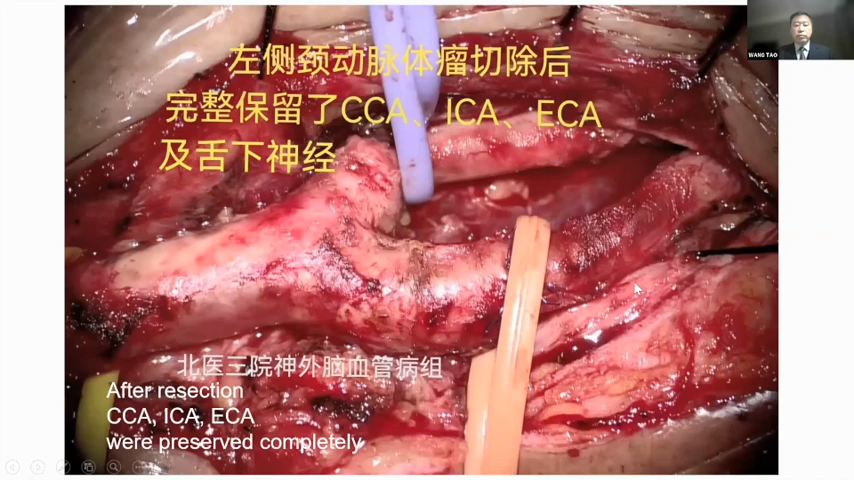 WANG TAO
左侧颈动脉体瘤切除后
完整保留了CCA、ICA、ECA
及舌下神经
北医三院神外脑血管病组
After resection
CCA, ICA, ECA
were preserved completely